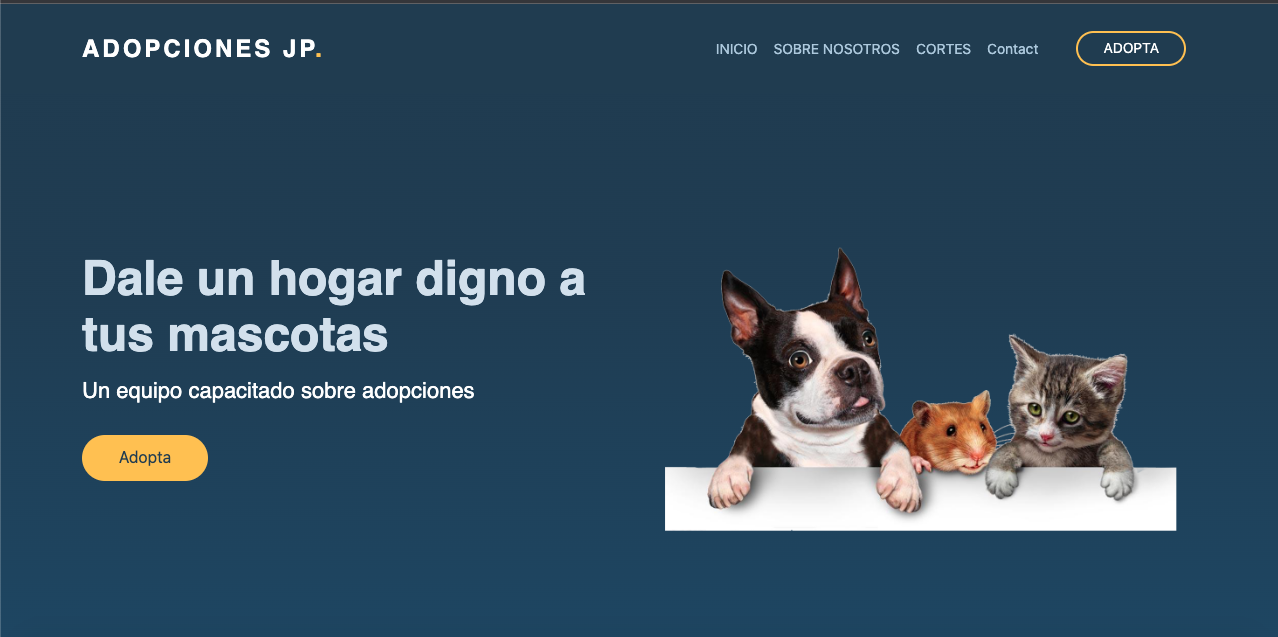 ADOPCIONES JP.
INICIO SOBRE NOSOTROS CORTES Contact ADOPTA
Dale un hogar digno a
tus mascotas
Un equipo capacitado sobre adopciones
Adopta